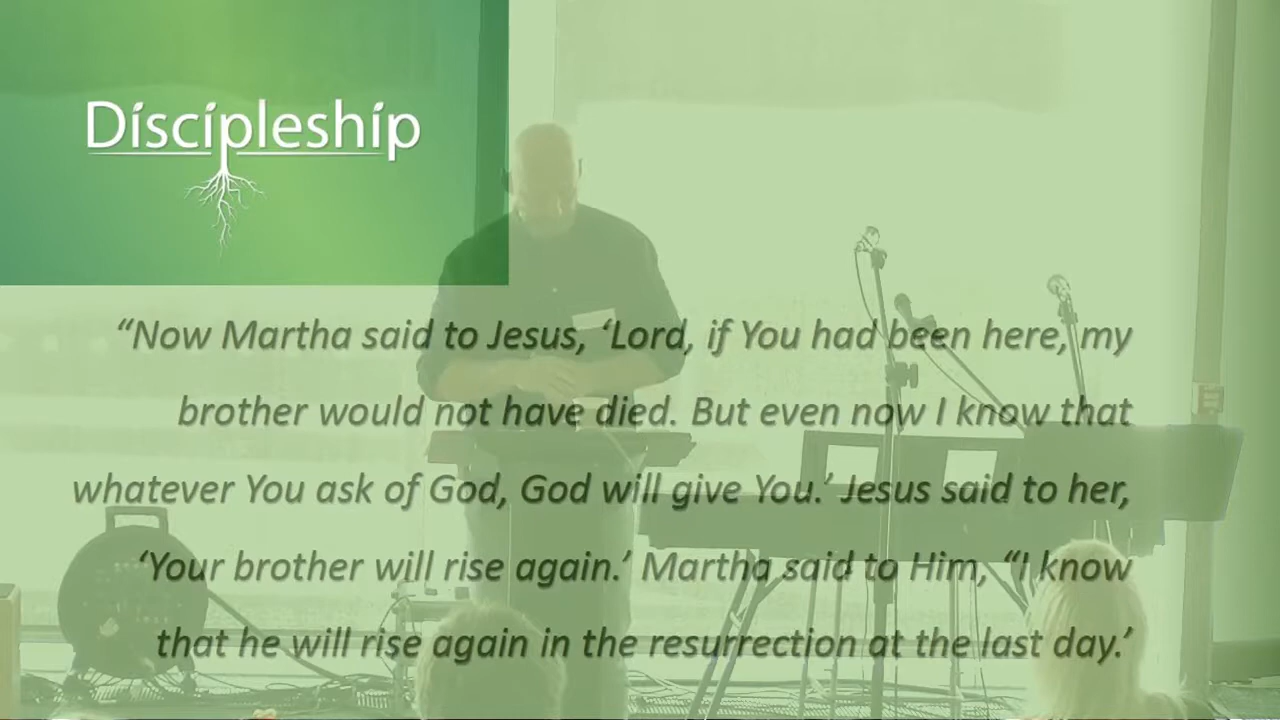 Discipleship
“Now Martha said to Jesus, ‘Lord, if You had been here, my
brother would not have died. But even now I know that
whatever You ask of God, God will give You.’ Jesus said to her,
‘Your brother will rise again.’ Martha said to Him, “I know
that he will rise again in the resurrection at the last day.’